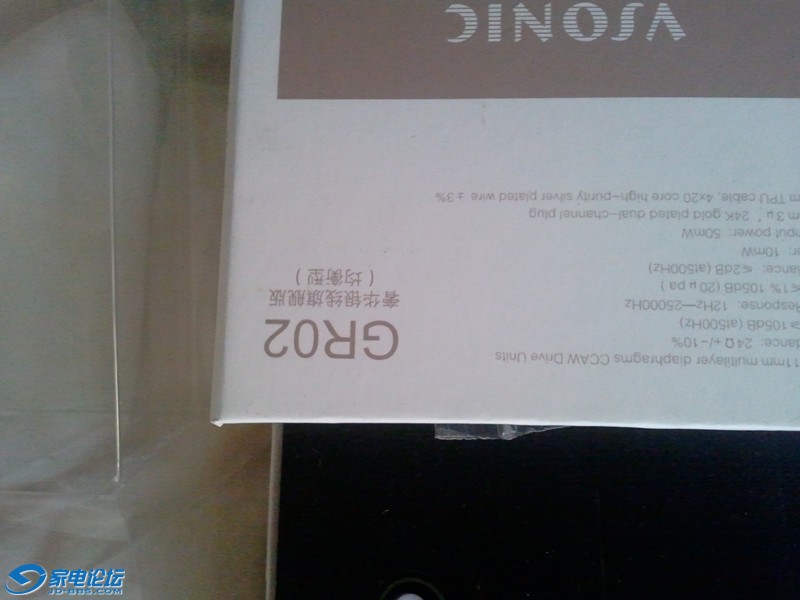 GR02
奢华银线旗舰版
(均衡型)
11mm multilayer diaphragms CCAW Drive Units
dance: 24Ω +/-10%
≥105dB (at500Hz)
Response: 12Hz—25000Hz
≤1% 105dB (20μpa)
ance: ≤2dB (at500Hz)
er: 10mW
nput power: 50mW
m 3μ" 24K gold plated dual-channel plug
m TPU cable, 4x20 core high-purity silver plated wire ±3%
VSONIC
家电论坛
JD-BBS.COM